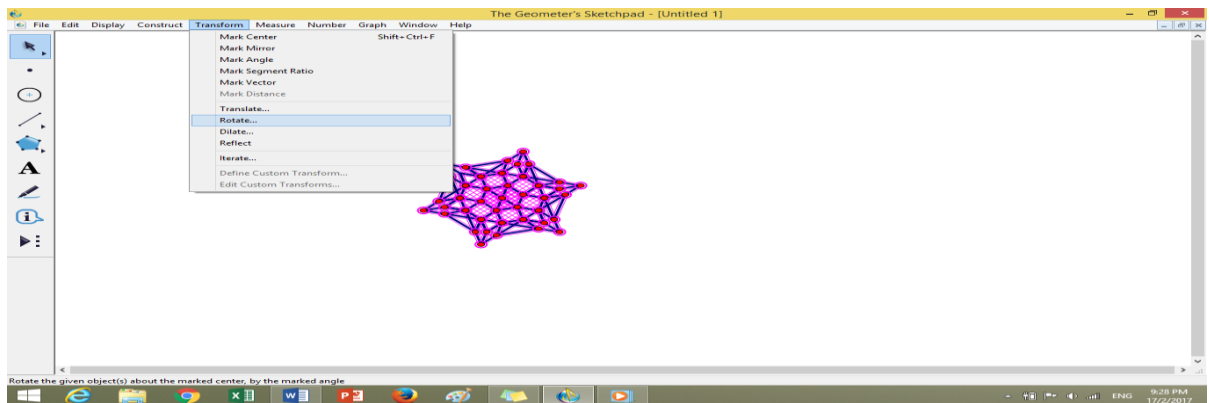 The Geometer's Sketchpad - [Untitled 1]
File Edit Display Construct Transform Measure Number Graph Window Help
Mark Center Shift+Ctrl+F
Mark Mirror
Mark Angle
Mark Segment Ratio
Mark Vector
Mark Distance
Translate...
Rotate...
Dilate...
Reflect
Iterate...
Define Custom Transform...
Edit Custom Transforms...
A
Rotate the given object(s) about the marked center, by the marked angle
ENG
9:28 PM
17/2/2017